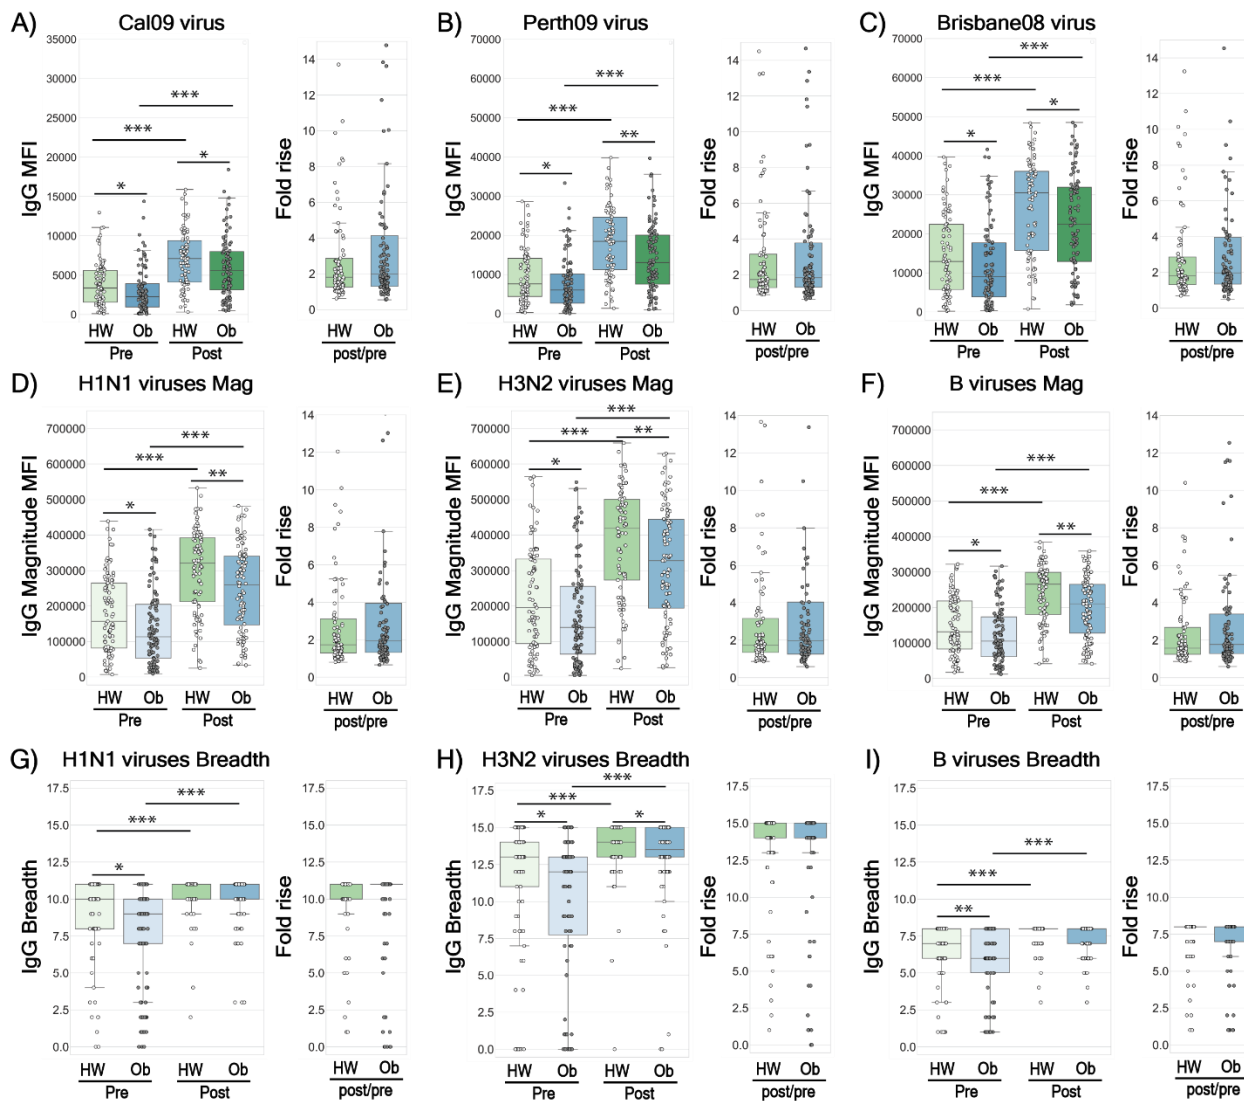 A) Cal09 virus
35000
30000
25000
20000
15000
10000
5000
0
IgG MFI
***
***
*
*
HW Ob HW Ob
Pre Post
14
12
10
8
6
4
2
0
Fold rise
HW Ob
post/pre
B) Perth09 virus
70000
60000
50000
40000
30000
20000
10000
0
IgG MFI
***
***
**
*
HW Ob HW Ob
Pre Post
14
12
10
8
6
4
2
0
Fold rise
HW Ob
post/pre
C) Brisbane08 virus
70000
60000
50000
40000
30000
20000
10000
0
IgG MFI
***
***
*
*
HW Ob HW Ob
Pre Post
14
12
10
8
6
4
2
0
Fold rise
HW Ob
post/pre
D) H1N1 viruses Mag
700000
600000
500000
400000
300000
200000
100000
0
IgG Magnitude MFI
***
***
**
*
HW Ob HW Ob
Pre Post
14
12
10
8
6
4
2
0
Fold rise
HW Ob
post/pre
E) H3N2 viruses Mag
700000
600000
500000
400000
300000
200000
100000
0
IgG Magnitude MFI
***
***
**
*
HW Ob HW Ob
Pre Post
14
12
10
8
6
4
2
0
Fold rise
HW Ob
post/pre
F) B viruses Mag
700000
600000
500000
400000
300000
200000
100000
0
IgG Magnitude MFI
***
***
**
*
HW Ob HW Ob
Pre Post
14
12
10
8
6
4
2
0
Fold rise
HW Ob
post/pre
G) H1N1 viruses Breadth
17.5
15.0
12.5
10.0
7.5
5.0
2.5
0.0
IgG Breadth
***
***
*
HW Ob HW Ob
Pre Post
17.5
15.0
12.5
10.0
7.5
5.0
2.5
0.0
Fold rise
HW Ob
post/pre
H) H3N2 viruses Breadth
17.5
15.0
12.5
10.0
7.5
5.0
2.5
0.0
IgG Breadth
***
***
*
*
HW Ob HW Ob
Pre Post
17.5
15.0
12.5
10.0
7.5
5.0
2.5
0.0
Fold rise
HW Ob
post/pre
I) B viruses Breadth
17.5
15.0
12.5
10.0
7.5
5.0
2.5
0.0
IgG Breadth
***
***
**
HW Ob HW Ob
Pre Post
17.5
15.0
12.5
10.0
7.5
5.0
2.5
0.0
Fold rise
HW Ob
post/pre